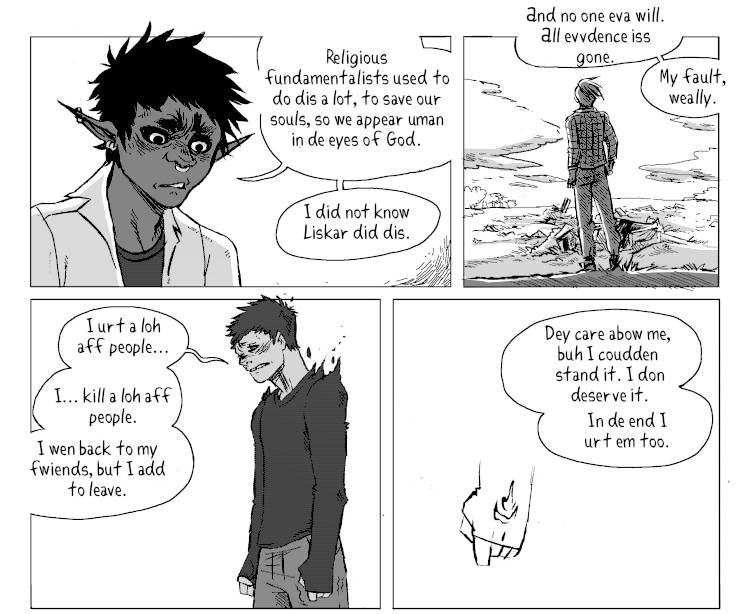 Religious
fundamentalists used to
do dis a lot, to save our
souls, so we appear uman
in de eyes of God.
I did not know
Liskar did dis.
and no one eva will.
all evvdence iss
gone.
My fault,
weally.
I urt a loh
aff people...
I... kill a loh aff
people.
I wen back to my
fwiends, but I add
to leave.
Dey care abow me,
buh I coudden
stand it. I don
deserve it.
In de end I
urt em too.